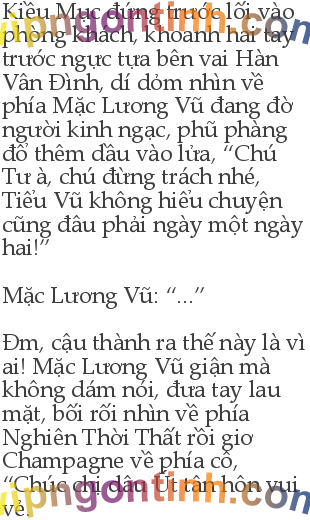 Kiều Mục đứng trước lối vào
phòng khách, khoanh hai tay
trước ngực tựa bên vai Hàn
Vân Đình, dí dỏm nhìn về
phía Mặc Lương Vũ đang đờ
người kinh ngạc, phũ phàng
đổ thêm dầu vào lửa, “Chú
Tư à, chú đừng trách nhé,
Tiểu Vũ không hiểu chuyện
cũng đâu phải ngày một ngày
hai!”
Mặc Lương Vũ: “...”
Đm, cậu thành ra thế này là vì
ai! Mặc Lương Vũ giận mà
không dám nói, đưa tay lau
mặt, bối rối nhìn về phía
Nghiên Thời Thất rồi giơ
Champagne về phía cô,
“Chúc chị dâu Út tân hôn vui
vẻ!
vipngontinh.com
vipngontinh.com